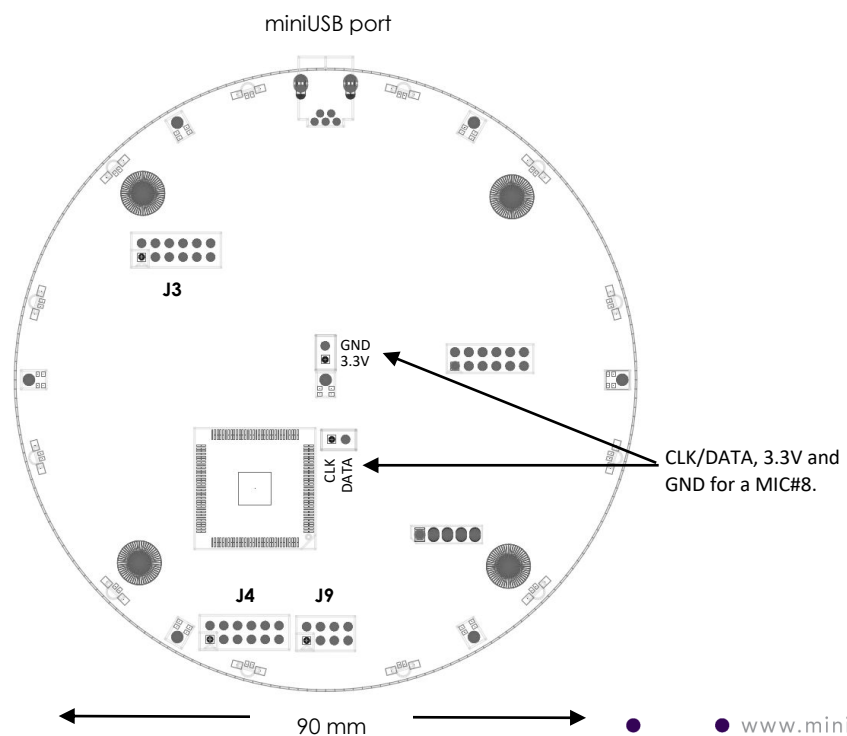 miniUSB port
J3
GND
3.3V
CLK
DATA
CLK/DATA, 3.3V and
GND for a MIC#8.
J4
J9
90 mm
www.mini